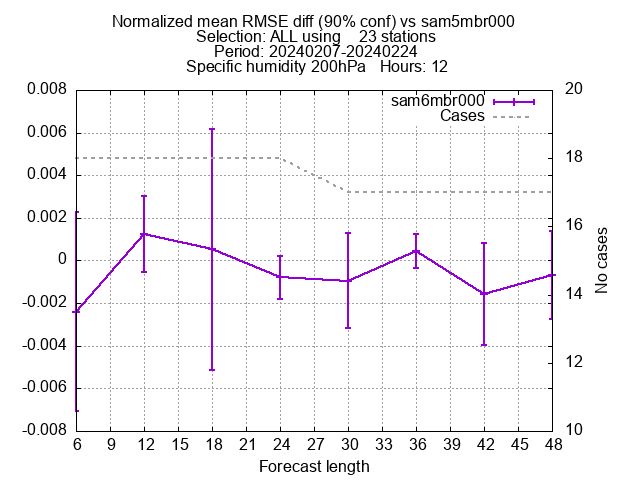 Normalized mean RMSE diff (90% conf) vs sam5mbr000
Selection: ALL using    23 stations
Period: 20240207-20240224
Specific humidity 200hPa   Hours: 12
0.008
0.006
0.004
0.002
0
-0.002
-0.004
-0.006
-0.008
sam6mbr000
Cases
20
18
16
14
12
10
No cases
6 9 12 15 18 21 24 27 30 33 36 39 42 45 48
Forecast length